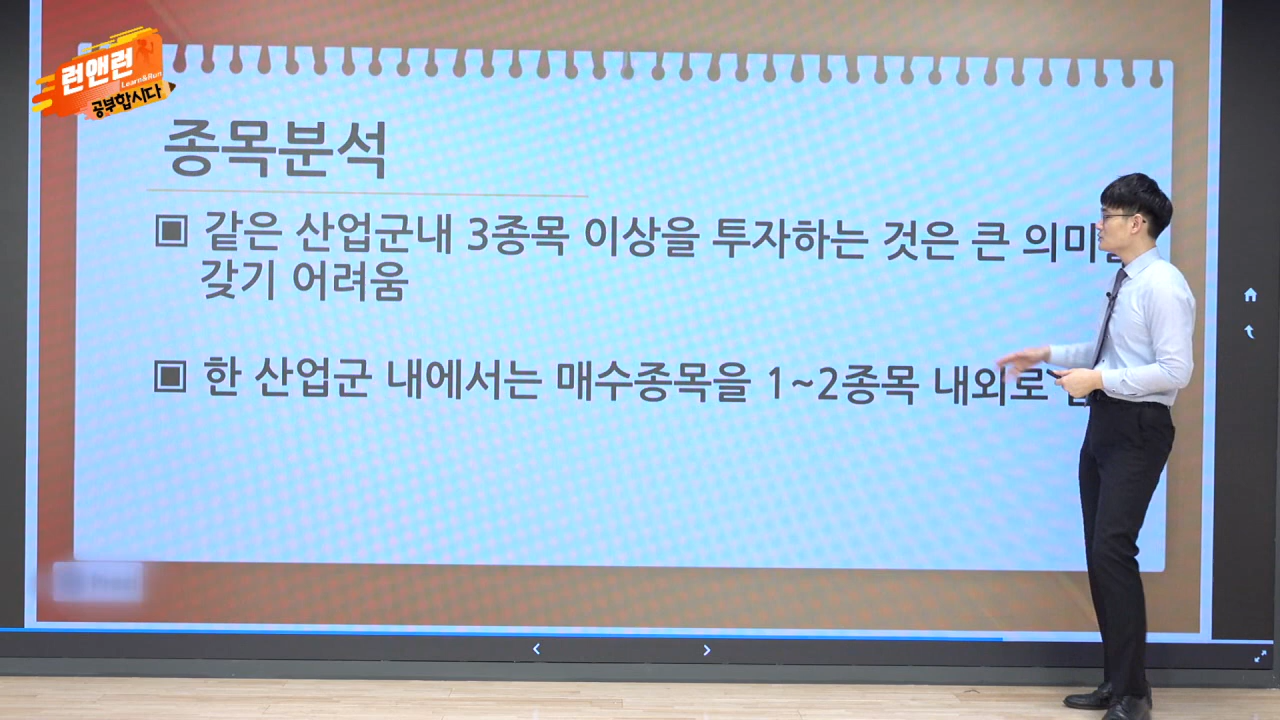 런앤런
Learn&Run
공부합시다
종목분석
▣ 같은 산업군내 3종목 이상을 투자하는 것은 큰
갖기 어려움
▣ 한 산업군 내에서는 매수종목을 1~2종목 내외로